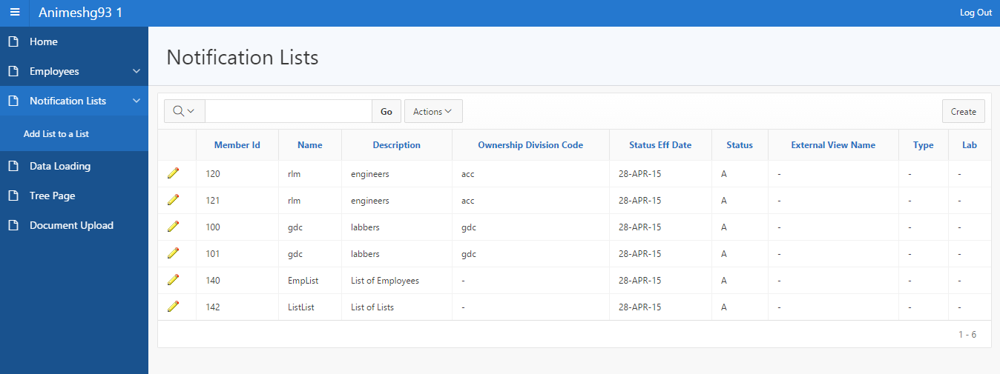 Animeshg93 1 Log Out
Home
Employees
Notification Lists
Add List to a List
Data Loading
Tree Page
Document Upload
Notification Lists
Go Actions Create
Member Id Name Description Ownership Division Code Status Eff Date Status External View Name Type Lab
120 rlm engineers acc 28-APR-15 A - - -
121 rlm engineers acc 28-APR-15 A - - -
100 gdc labbers gdc 28-APR-15 A - - -
101 gdc labbers gdc 28-APR-15 A - - -
140 EmpList List of Employees - 28-APR-15 A - - -
142 ListList List of Lists - 28-APR-15 A - - -
1 - 6